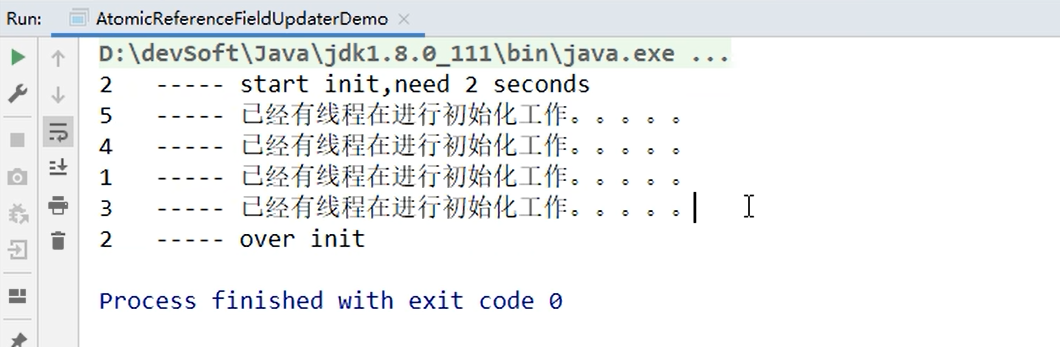 Run: AtomicReferenceFieldUpdaterDemo
D:\devSoft\Java\jdk1.8.0_111\bin\java.exe ...
2 ----- start init,need 2 seconds
5 ----- 已经有线程在进行初始化工作。。。。。
4 ----- 已经有线程在进行初始化工作。。。。。
1 ----- 已经有线程在进行初始化工作。。。。。
3 ----- 已经有线程在进行初始化工作。。。。。
2 ----- over init
Process finished with exit code 0